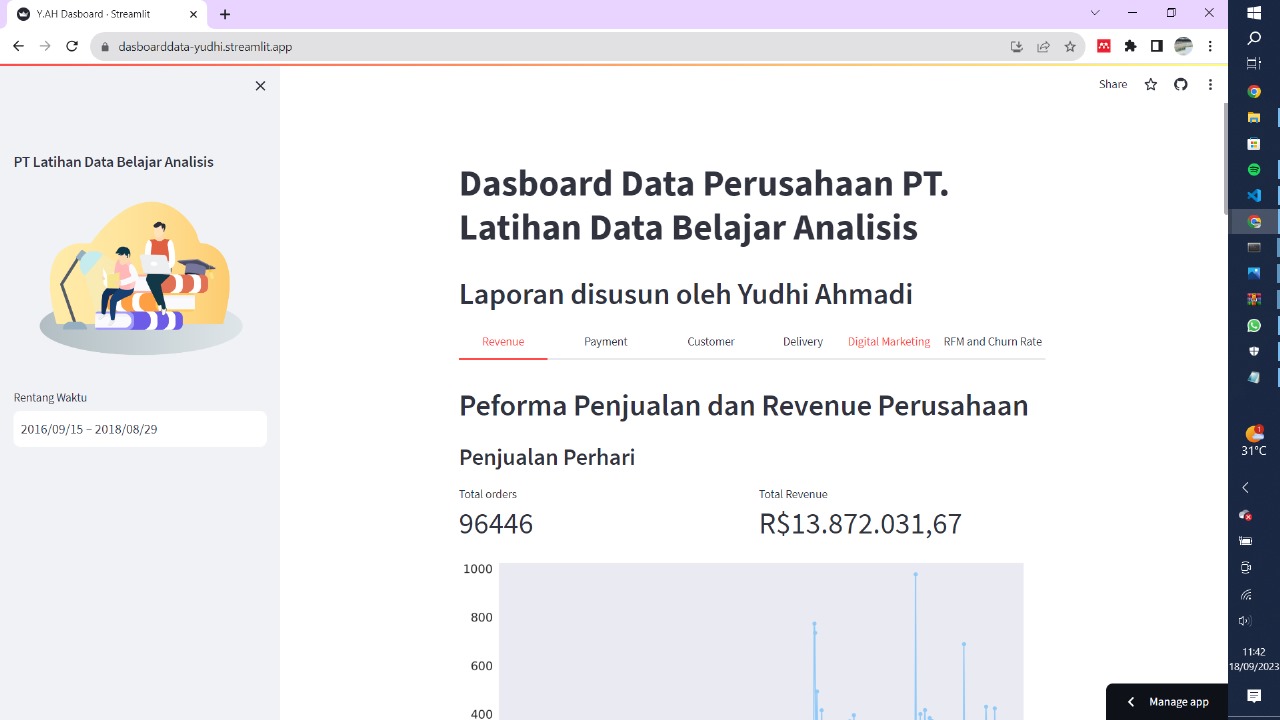 Y.AH Dasboard · Streamlit
dasboarddata-yudhi.streamlit.app
Share
PT Latihan Data Belajar Analisis
Rentang Waktu
2016/09/15 – 2018/08/29
Dasboard Data Perusahaan PT.
Latihan Data Belajar Analisis
Laporan disusun oleh Yudhi Ahmadi
Revenue Payment Customer Delivery Digital Marketing RFM and Churn Rate
Peforma Penjualan dan Revenue Perusahaan
Penjualan Perhari
Total orders Total Revenue
96446 R$13.872.031,67
1000
800
600
400
Manage app
1
31°C
11:42
18/09/2023